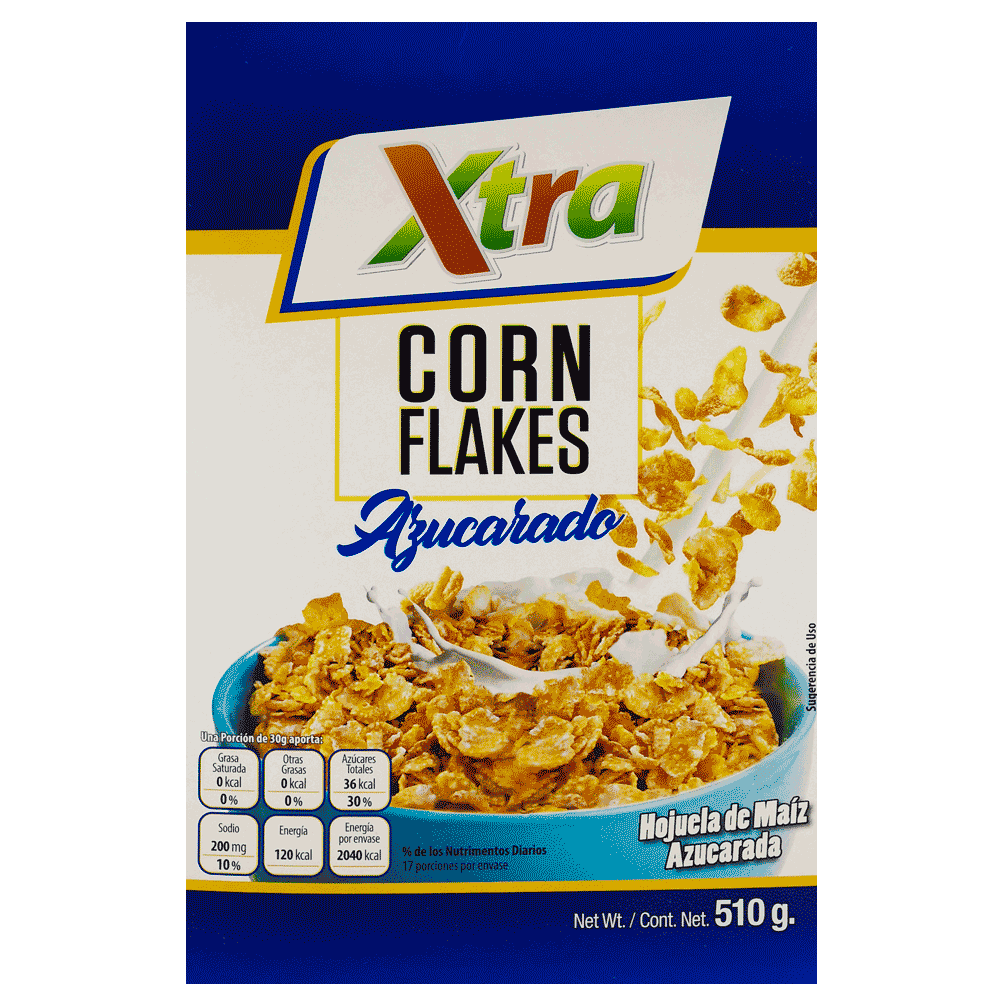 Xtra
CORN
FLAKES
Azucarado
Sugerencia de Uso
Una Porción de 30g aporta:
Grasa
Saturada
0 kcal
0 %
Otras
Grasas
0 kcal
0 %
Azúcares
Totales
36 kcal
30 %
Sodio
200 mg
10 %
Energía
120 kcal
Energía
por envase
2040 kcal
% de los Nutrimentos Diarios
17 porciones por envase
Hojuela de Maíz
Azucarada
Net Wt. / Cont. Net. 510 g.